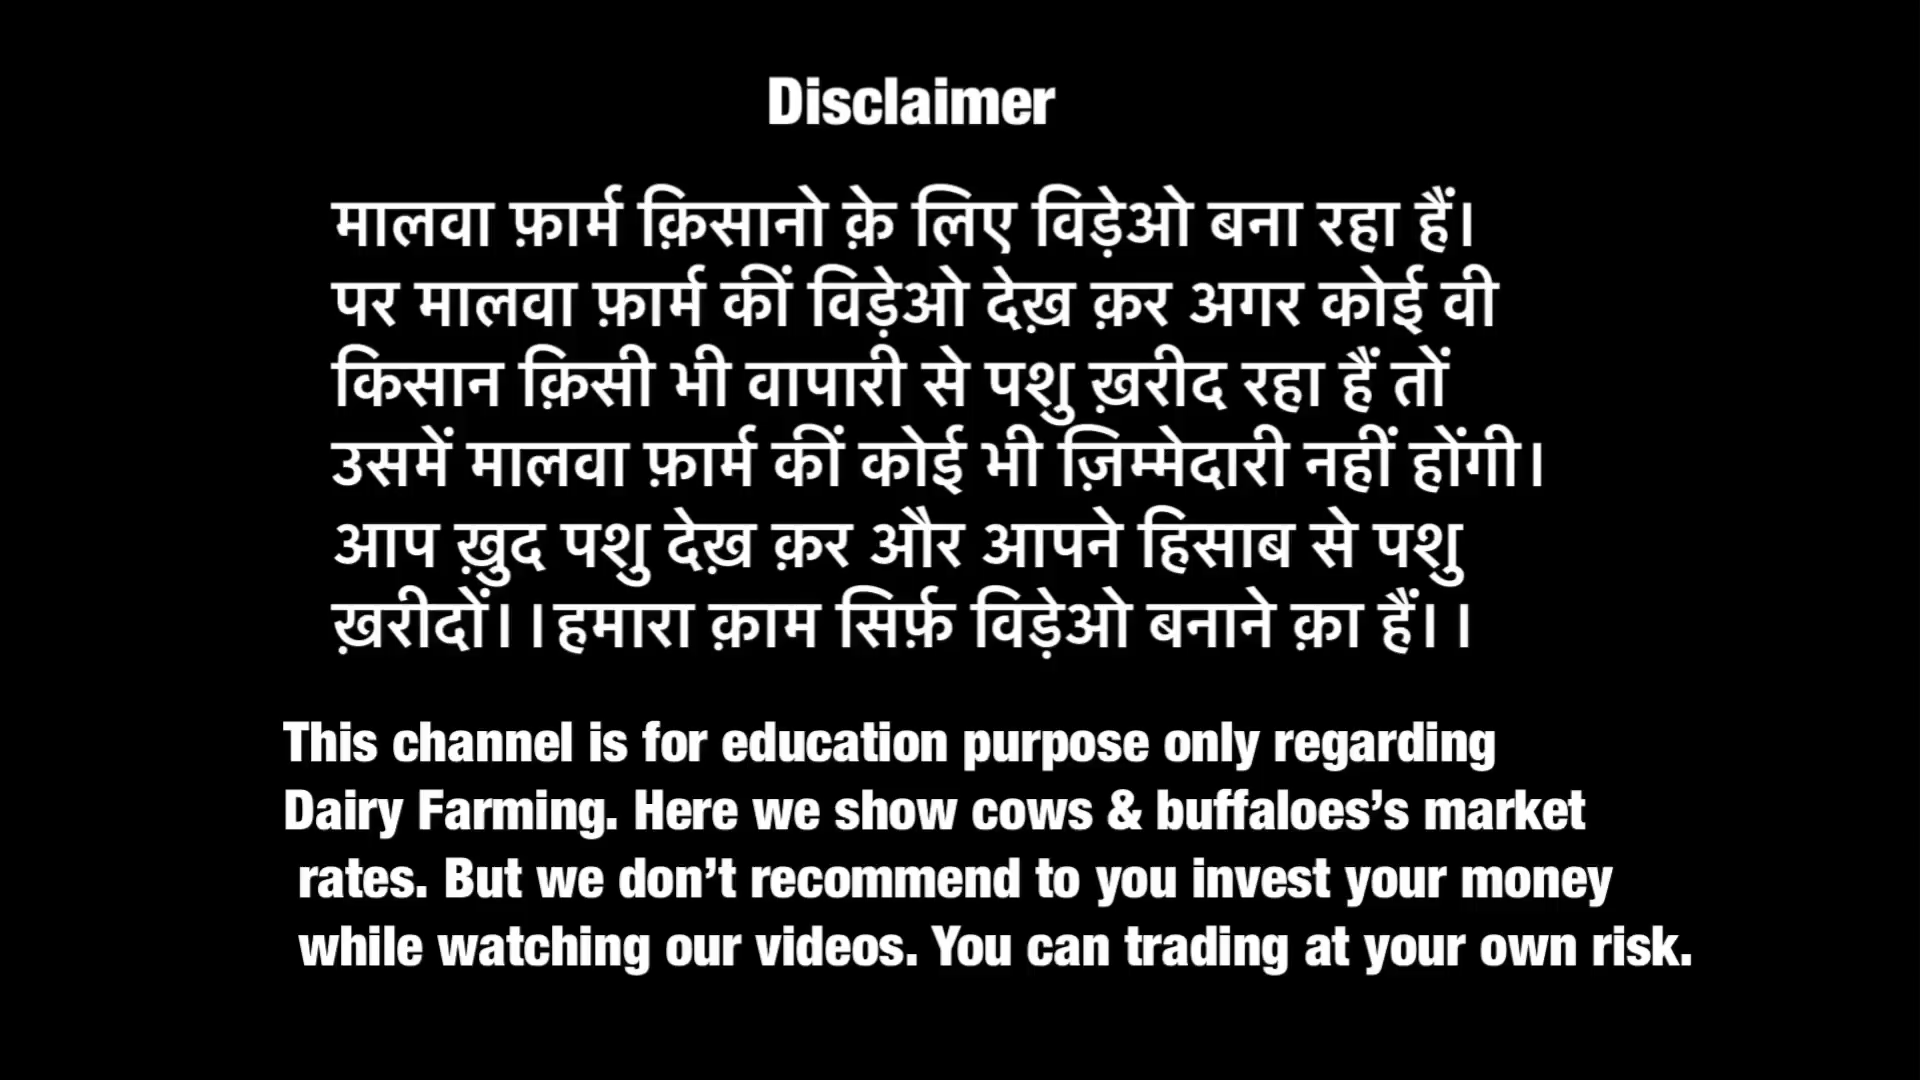 Disclaimer
मालवा फ़ार्म क़िसानो क़े लिए विड़ेओ बना रहा हैं।
पर मालवा फ़ार्म कीं विड़ेओ देख़ क़र अगर कोई वी
किसान क़िसी भी वापारी से पशु ख़रीद रहा हैं तों
उसमें मालवा फ़ार्म कीं कोई भी ज़िम्मेदारी नहीं होंगी।
आप ख़ुद पशु देख़ क़र और आपने हिसाब से पशु
ख़रीदों।।हमारा क़ाम सिर्फ़ विड़ेओ बनाने क़ा हैं।।
This channel is for education purpose only regarding
Dairy Farming. Here we show cows & buffaloes’s market
rates. But we don’t recommend to you invest your money
while watching our videos. You can trading at your own risk.